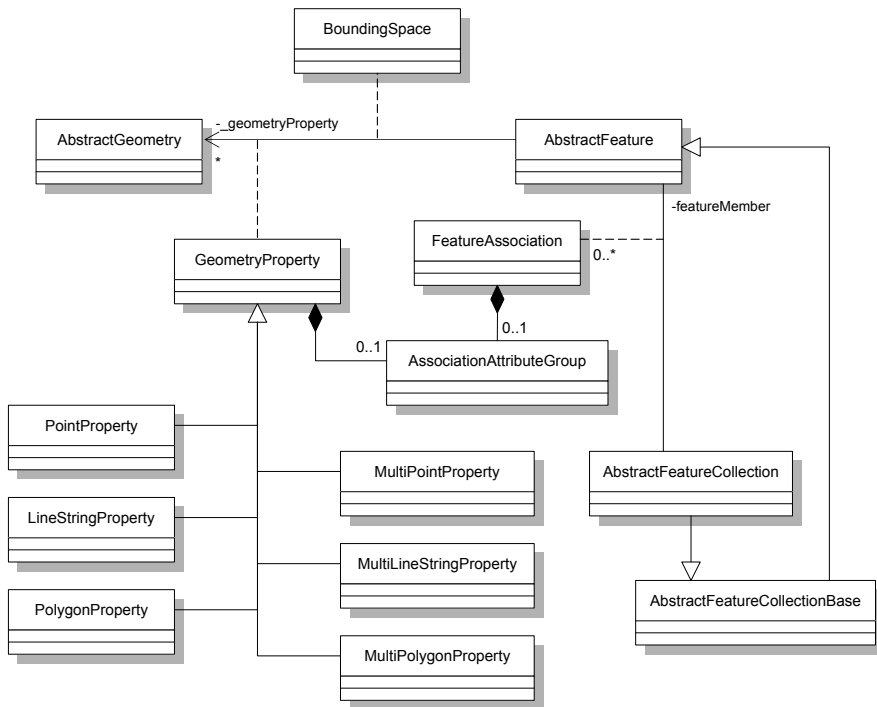 BoundingSpace
-_geometryProperty
AbstractGeometry
*
AbstractFeature
-featureMember
FeatureAssociation
0..*
GeometryProperty
0..1
0..1
AssociationAttributeGroup
PointProperty
MultiPointProperty
AbstractFeatureCollection
LineStringProperty
MultiLineStringProperty
PolygonProperty
AbstractFeatureCollectionBase
MultiPolygonProperty